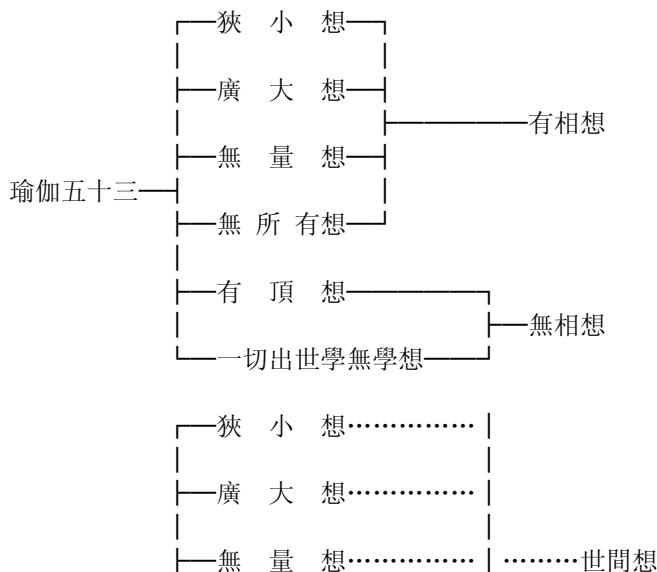 狹小想
廣大想
有相想
無量想
瑜伽五十三
無所有想
有頂想
無相想
一切出世學無學想
狹小想
廣大想
無量想
世間想